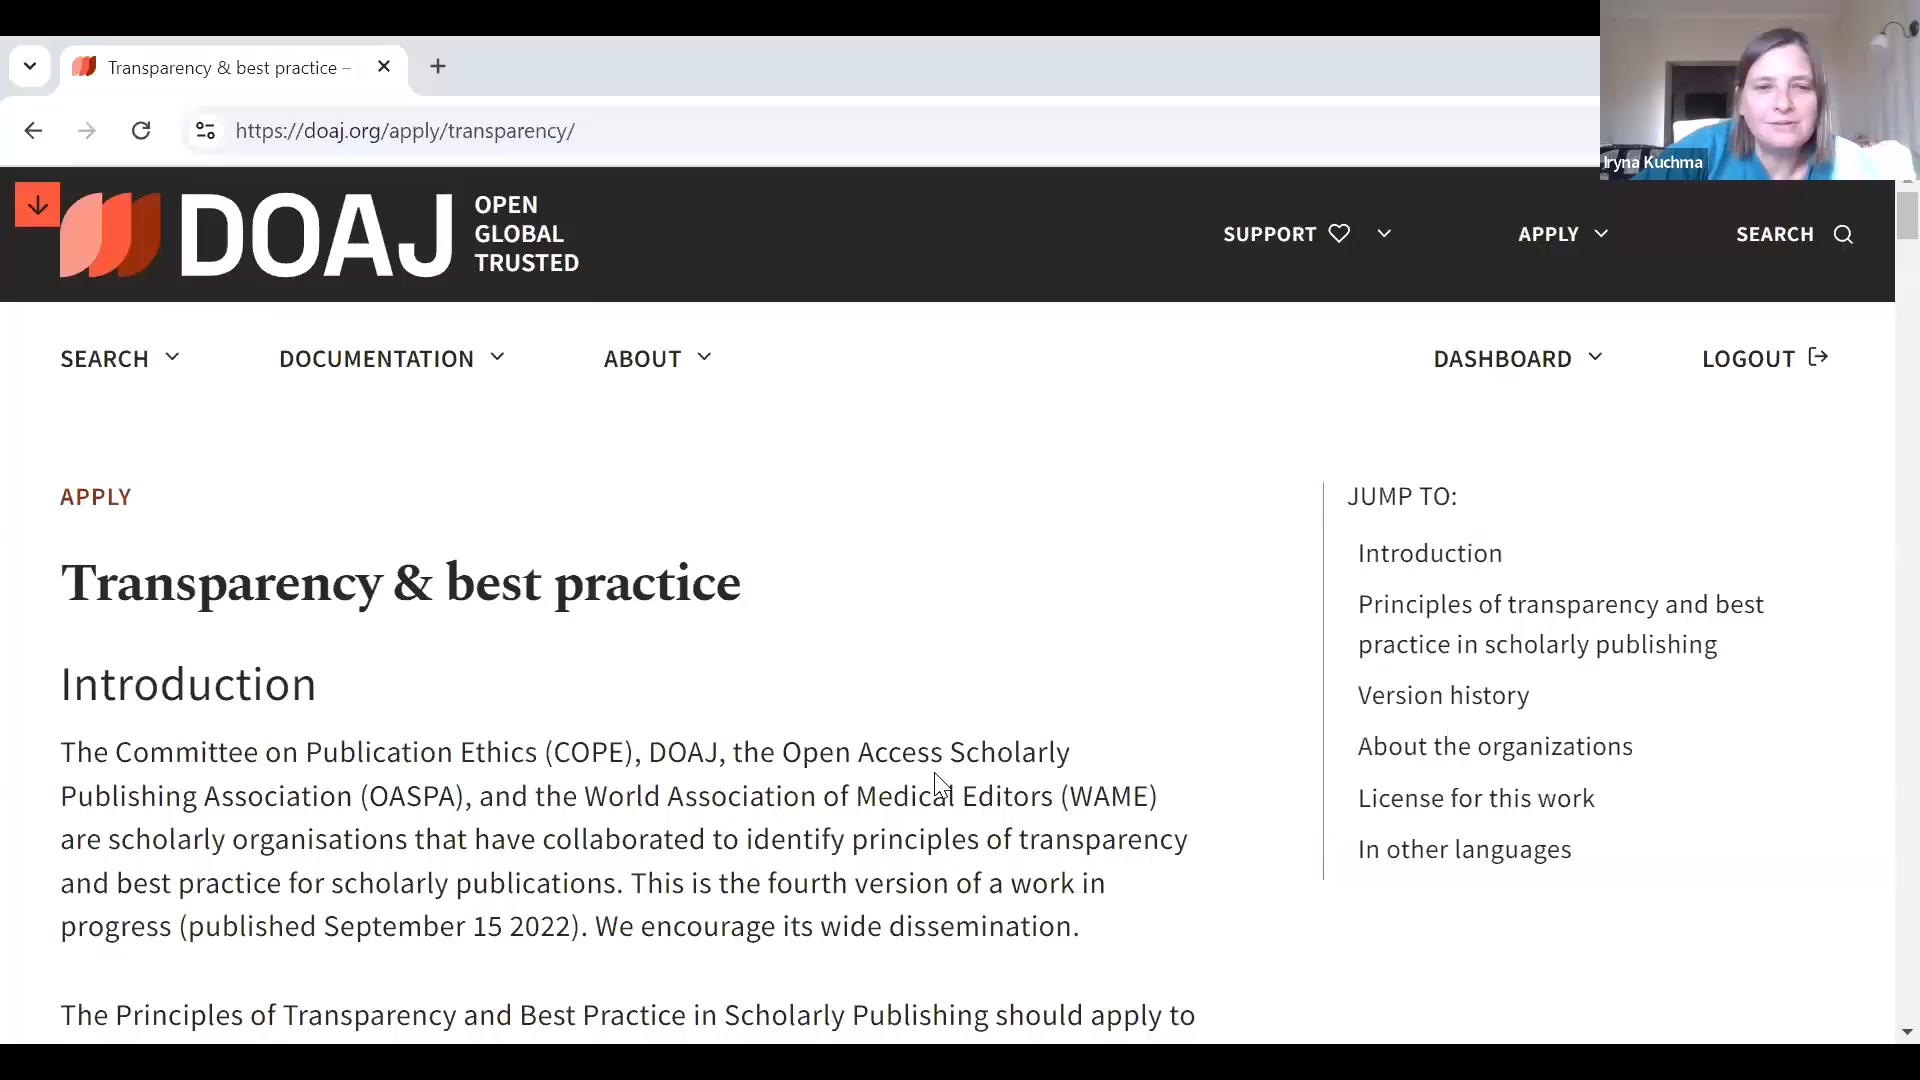 Transparency & best practice –
https://doaj.org/apply/transparency/
Iryna Kuchma
DOAJ
OPEN
GLOBAL
TRUSTED
SUPPORT
APPLY
SEARCH
SEARCH
DOCUMENTATION
ABOUT
DASHBOARD
LOGOUT
APPLY
Transparency & best practice
Introduction
The Committee on Publication Ethics (COPE), DOAJ, the Open Access Scholarly
Publishing Association (OASPA), and the World Association of Medical Editors (WAME)
are scholarly organisations that have collaborated to identify principles of transparency
and best practice for scholarly publications. This is the fourth version of a work in
progress (published September 15 2022). We encourage its wide dissemination.
The Principles of Transparency and Best Practice in Scholarly Publishing should apply to
JUMP TO:
Introduction
Principles of transparency and best
practice in scholarly publishing
Version history
About the organizations
License for this work
In other languages